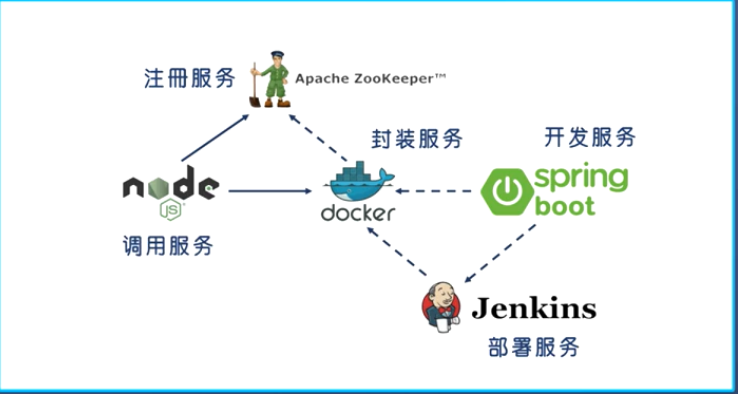 注冊服务
Apache ZooKeeper™
封装服务
开发服务
node
JS
docker
spring
boot
调用服务
Jenkins
部署服务